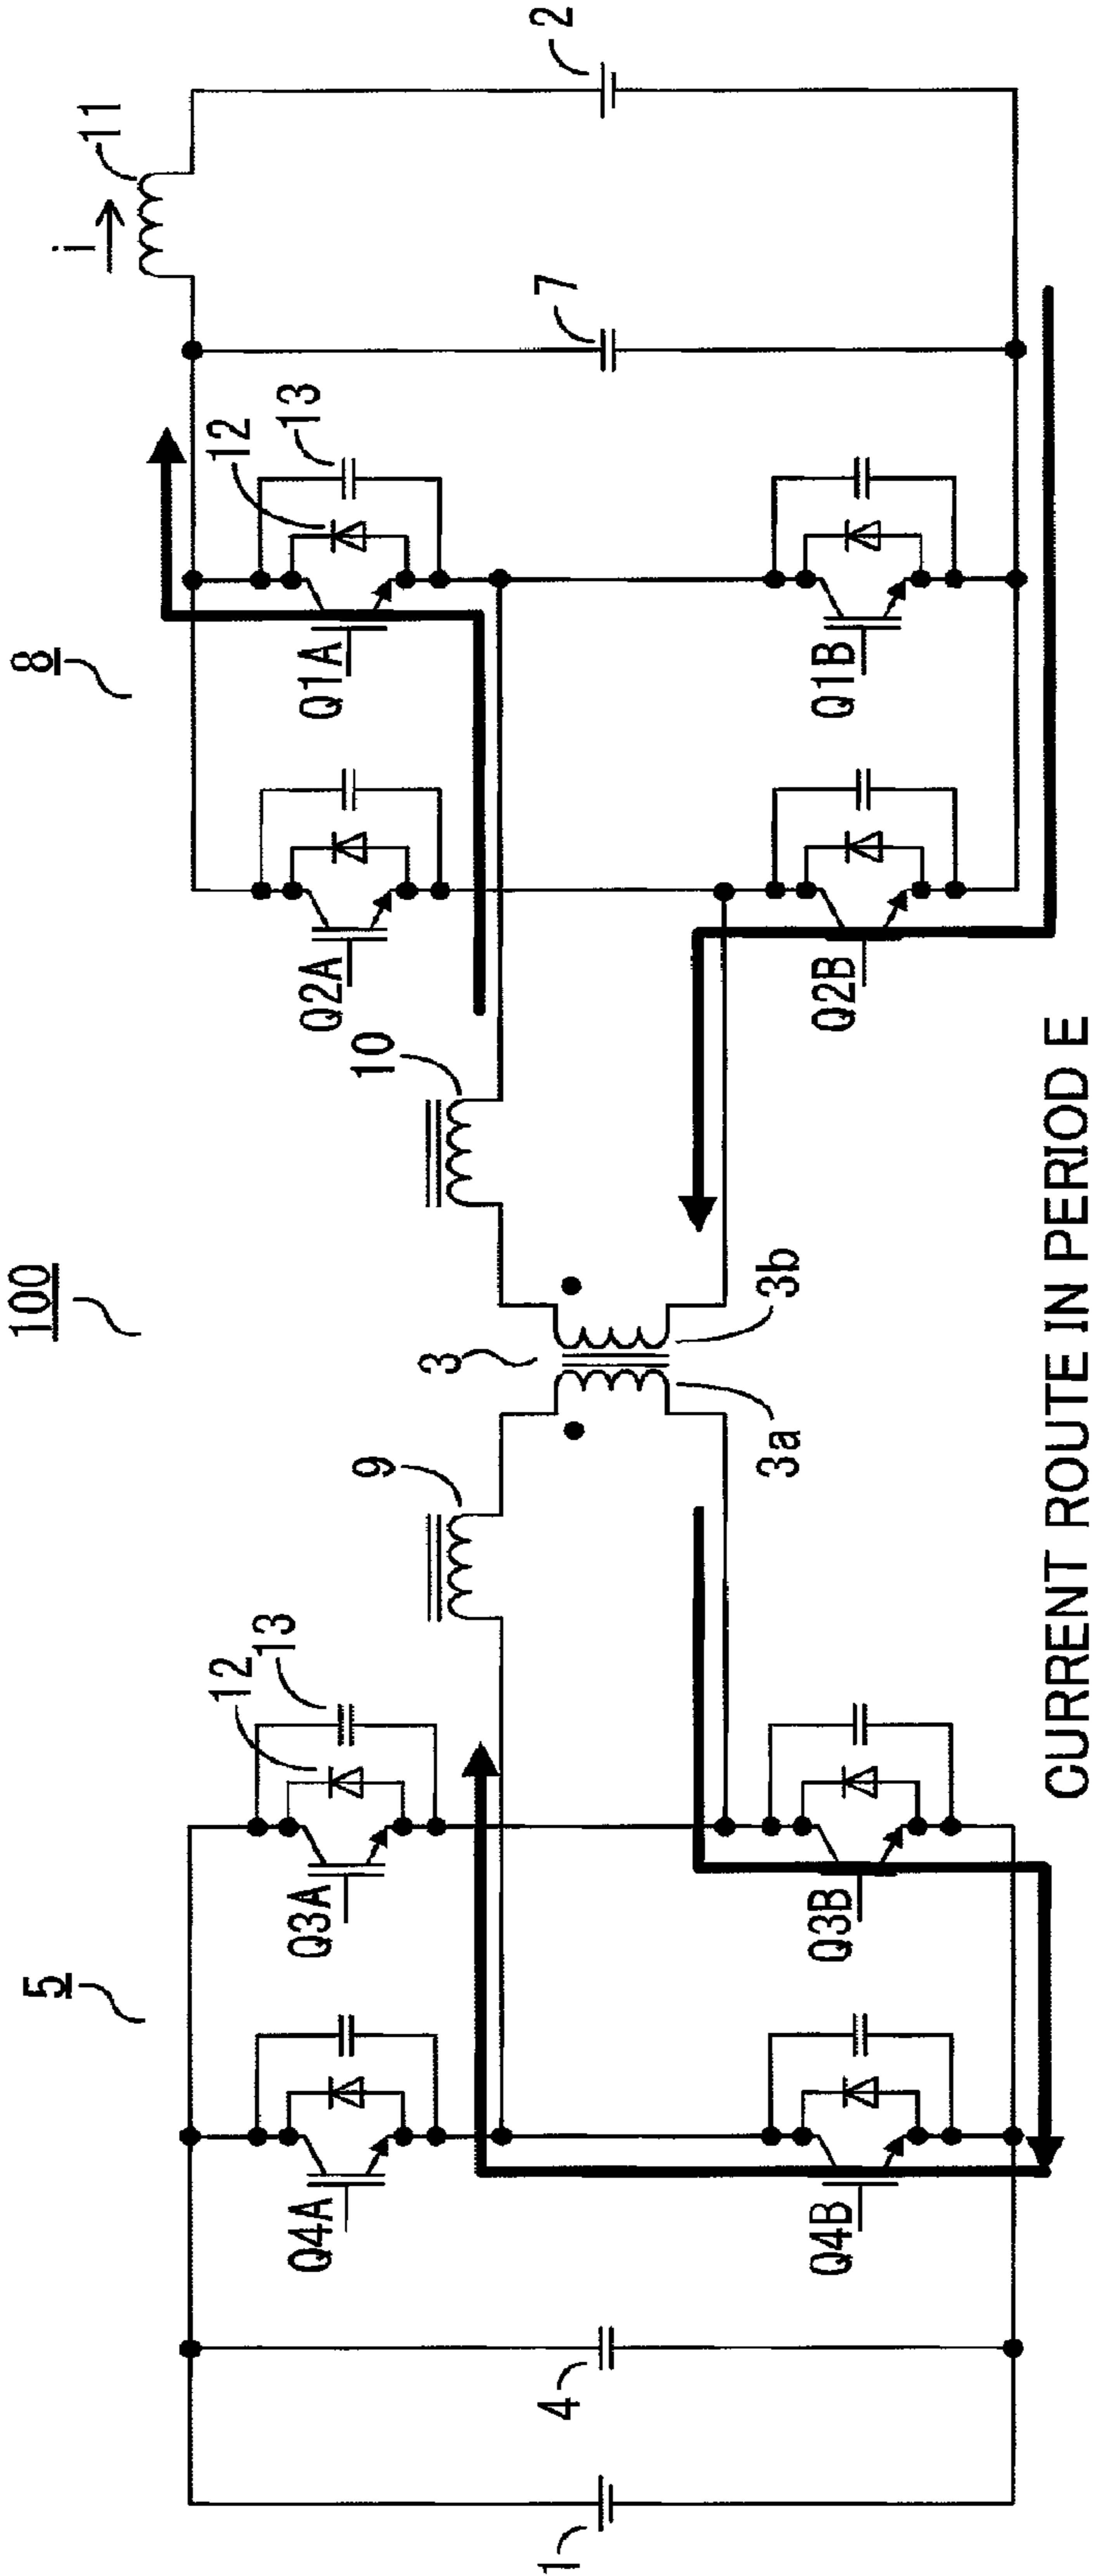 100
5
8
i
11
12
13
12
13
Q4A
Q3A
9
10
Q2A
Q1A
3
1
4
7
2
3a
3b
Q4B
Q3B
Q2B
Q1B
CURRENT ROUTE IN PERIOD E